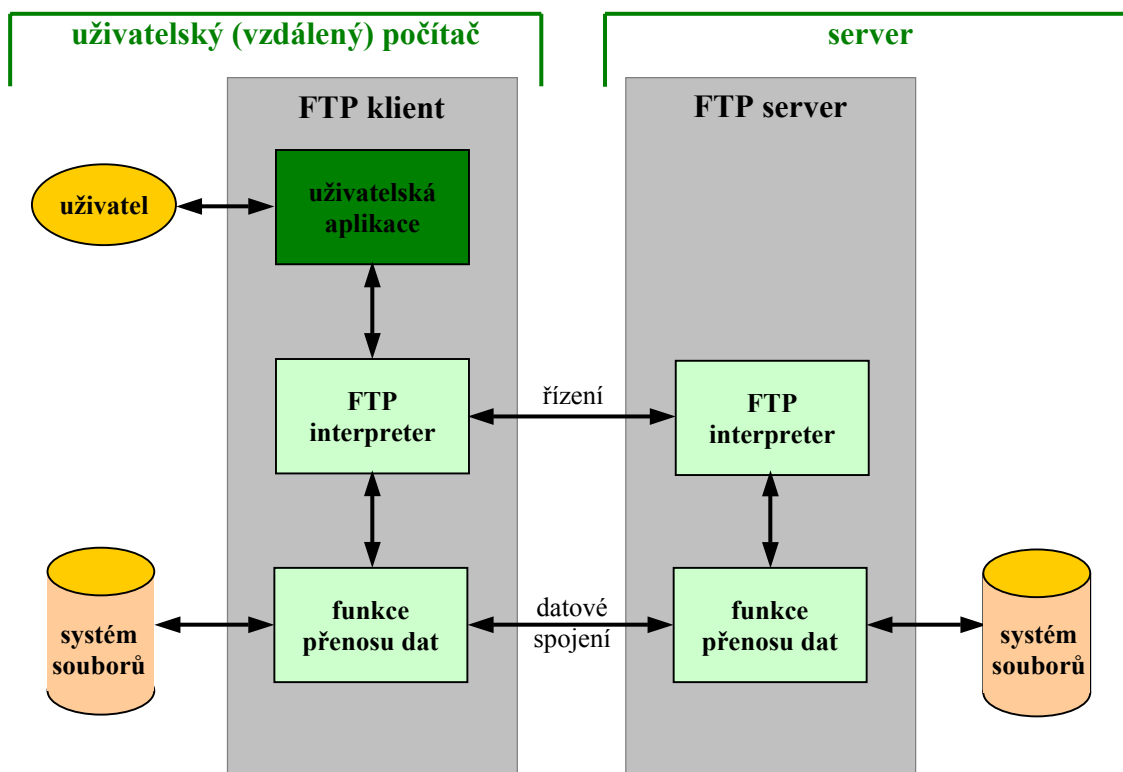 uživatelský (vzdálený) počítač
server
FTP klient
FTP server
uživatel
uživatelská
aplikace
FTP
interpreter
řízení
FTP
interpreter
systém
souborů
funkce
přenosu dat
datové
spojení
funkce
přenosu dat
systém
souborů